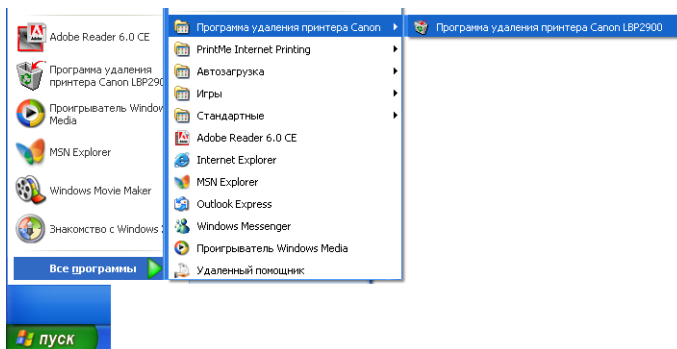 Adobe Reader 6.0 CE
Программа удаления
принтера Canon LBP290
Проигрыватель Window
Media
MSN Explorer
Windows Movie Maker
Знакомство с Windows
Все программы
пуск
Программа удаления принтера Canon
PrintMe Internet Printing
Автозагрузка
Игры
Стандартные
Adobe Reader 6.0 CE
Internet Explorer
MSN Explorer
Outlook Express
Windows Messenger
Проигрыватель Windows Media
Удаленный помощник
Программа удаления принтера Canon LBP2900